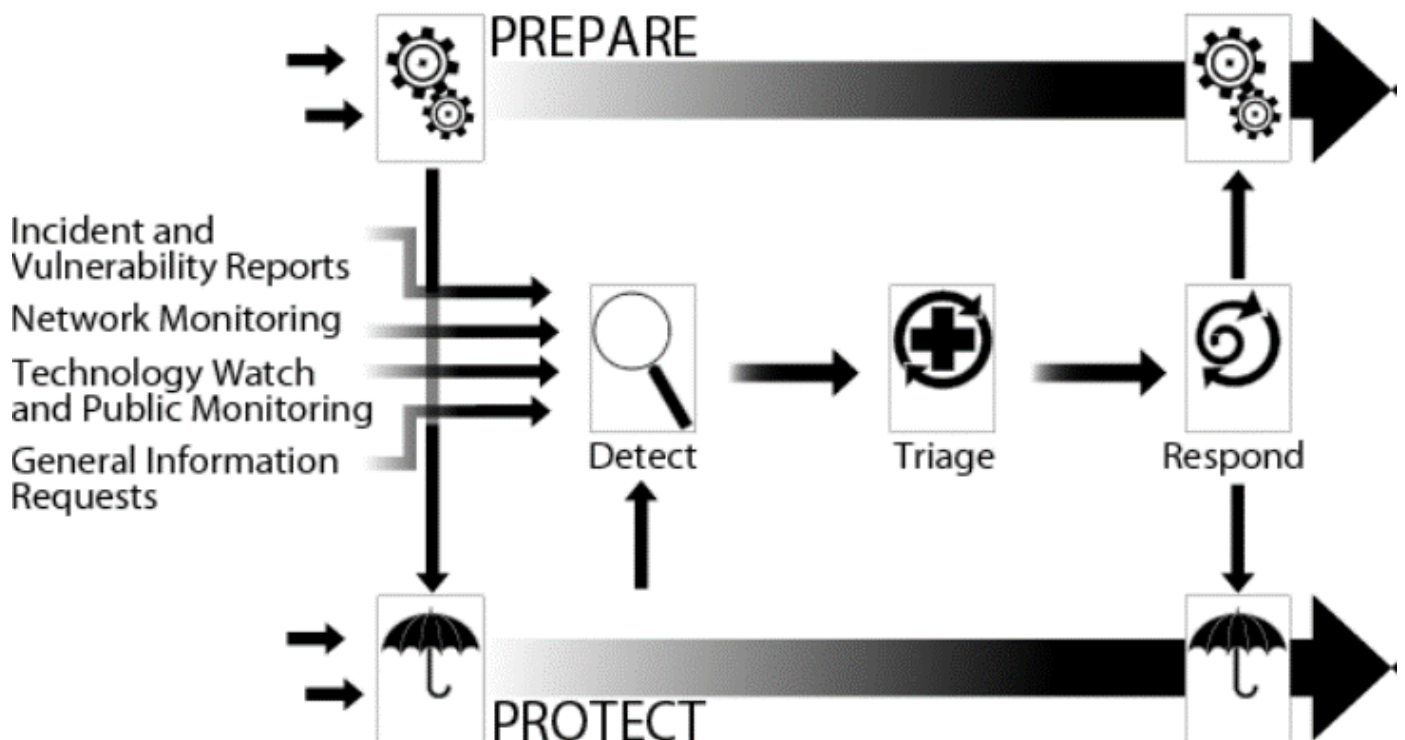 PREPARE
Incident and
Vulnerability Reports
Network Monitoring
Technology Watch
and Public Monitoring
General Information
Requests
Detect
Triage
Respond
PROTECT